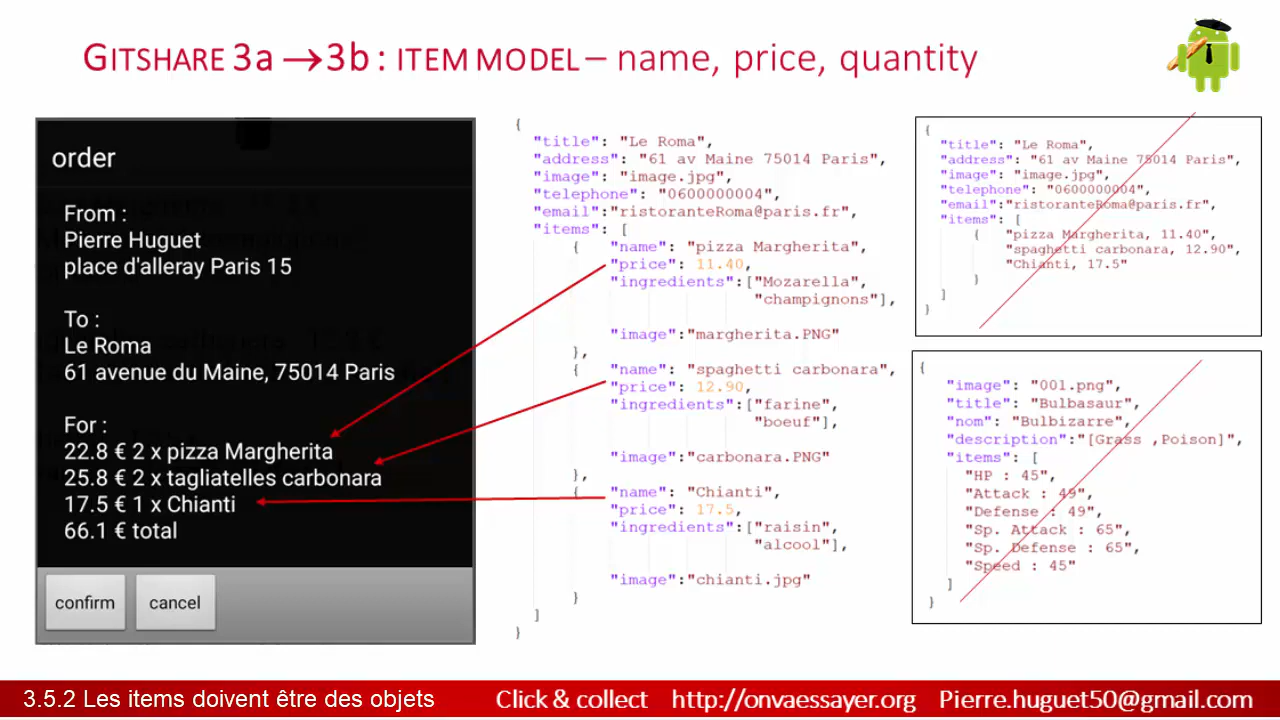 GITSHARE 3a →3b : ITEM MODEL – name, price, quantity
order
From :
Pierre Huguet
place d'alleray Paris 15
To :
Le Roma
61 avenue du Maine, 75014 Paris
For :
22.8 € 2 x pizza Margherita
25.8 € 2 x tagliatelles carbonara
17.5 € 1 x Chianti
66.1 € total
confirm
cancel
{
"title": "Le Roma",
"address": "61 av Maine 75014 Paris",
"image": "image.jpg",
"telephone": "0600000004",
"email":"ristoranteRoma@paris.fr",
"items": [
{ "name": "pizza Margherita",
"price": 11.40,
"ingredients":["Mozarella",
"champignons"],
"image":"margherita.PNG"
},
{ "name": "spaghetti carbonara",
"price": 12.90,
"ingredients":["farine",
"boeuf"],
"image":"carbonara.PNG"
},
{ "name": "Chianti",
"price": 17.5,
"ingredients":["raisin",
"alcool"],
"image":"chianti.jpg"
}
]
}
{
"title": "Le Roma",
"address": "61 av Maine 75014 Paris",
"image": "image.jpg",
"telephone": "0600000004",
"email":"ristoranteRoma@paris.fr",
"items": [
{ "pizza Margherita, 11.40",
"spaghetti carbonara, 12.90",
"Chianti, 17.5"
}
]
}
{
"image": "001.png",
"title": "Bulbasaur",
"nom": "Bulbizarre",
"description":"[Grass ,Poison]",
"items": [
"HP : 45",
"Attack : 49",
"Defense : 49",
"Sp. Attack : 65",
"Sp. Defense : 65",
"Speed : 45"
]
}
3.5.2 Les items doivent être des objets
Click & collect http://onvaessayer.org Pierre.huguet50@gmail.com